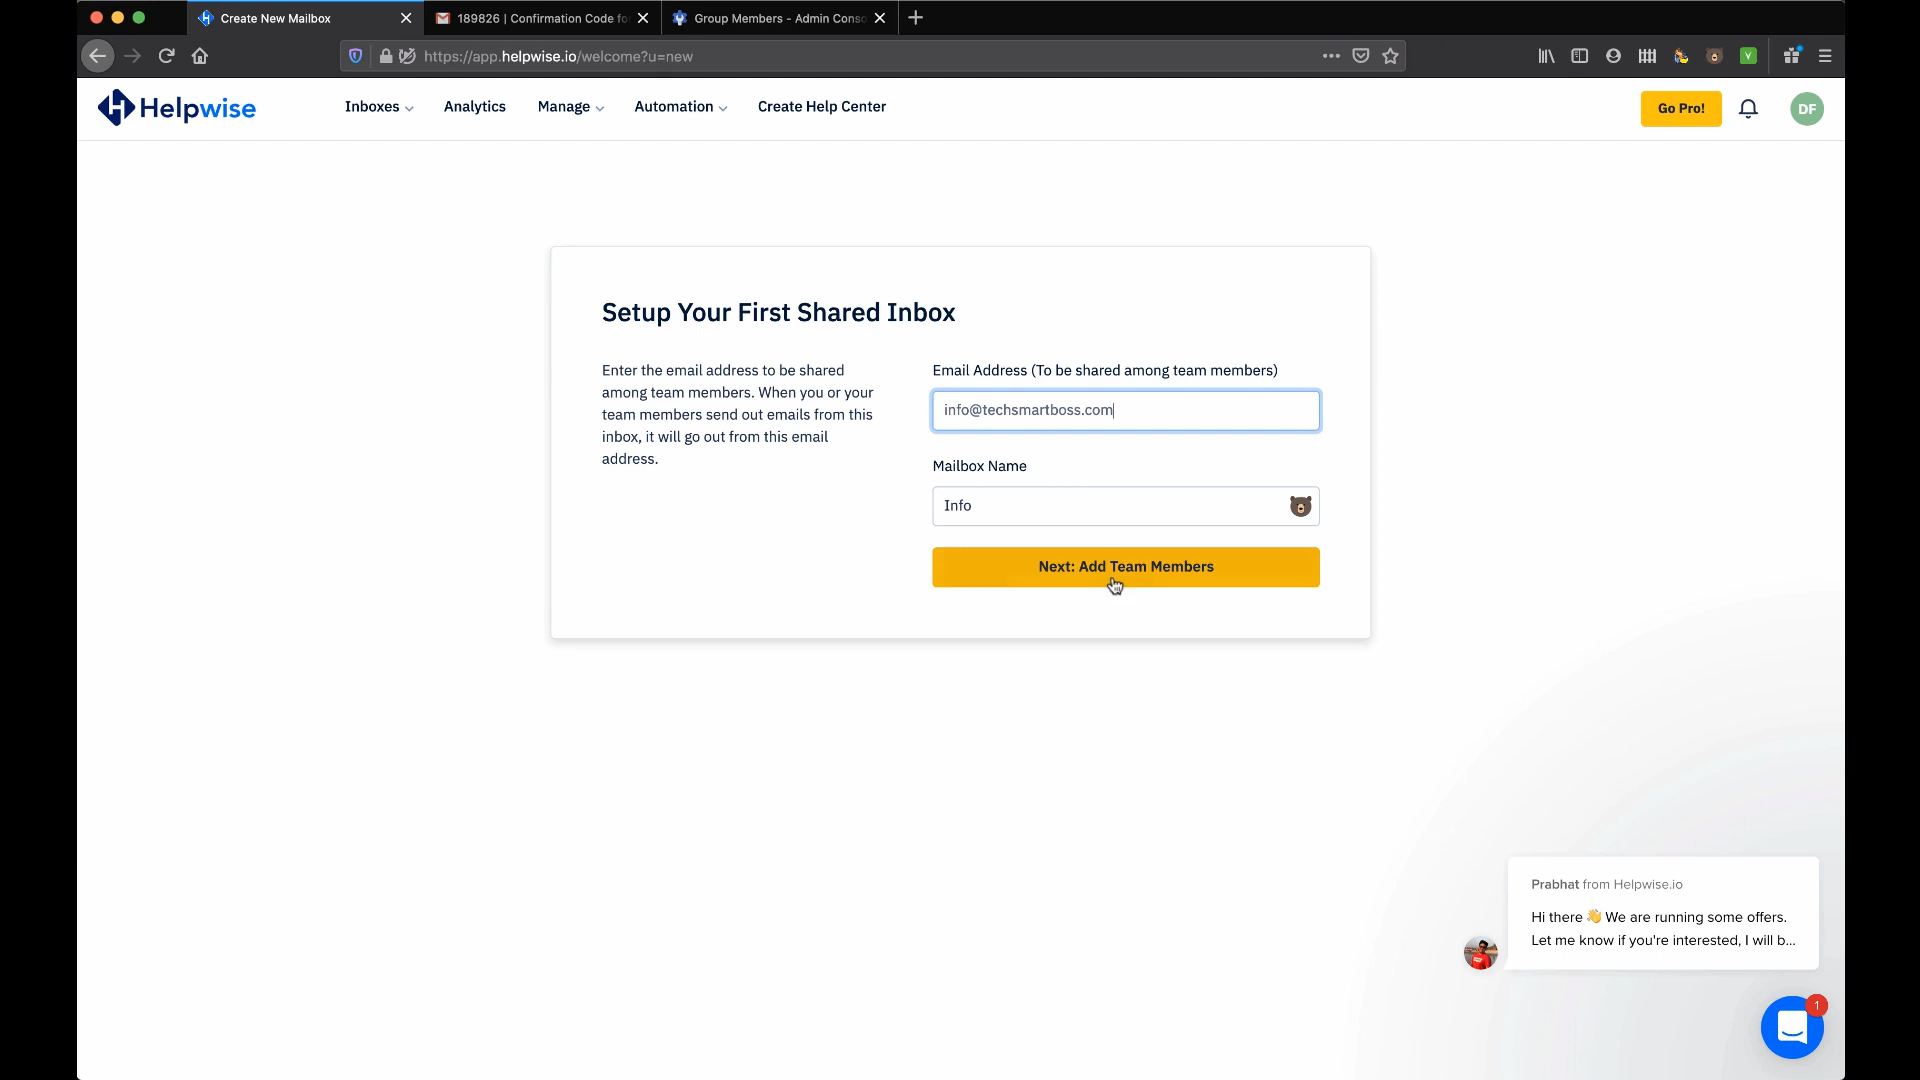 Create New Mailbox
189826 | Confirmation Code fo
Group Members - Admin Conso
https://app.helpwise.io/welcome?u=new
Helpwise
Inboxes
Analytics
Manage
Automation
Create Help Center
Go Pro!
DF
Setup Your First Shared Inbox
Enter the email address to be shared
among team members. When you or your
team members send out emails from this
inbox, it will go out from this email
address.
Email Address (To be shared among team members)
info@techsmartboss.com
Mailbox Name
Info
Next: Add Team Members
Prabhat from Helpwise.io
Hi there 👋 We are running some offers.
Let me know if you're interested, I will b...
1